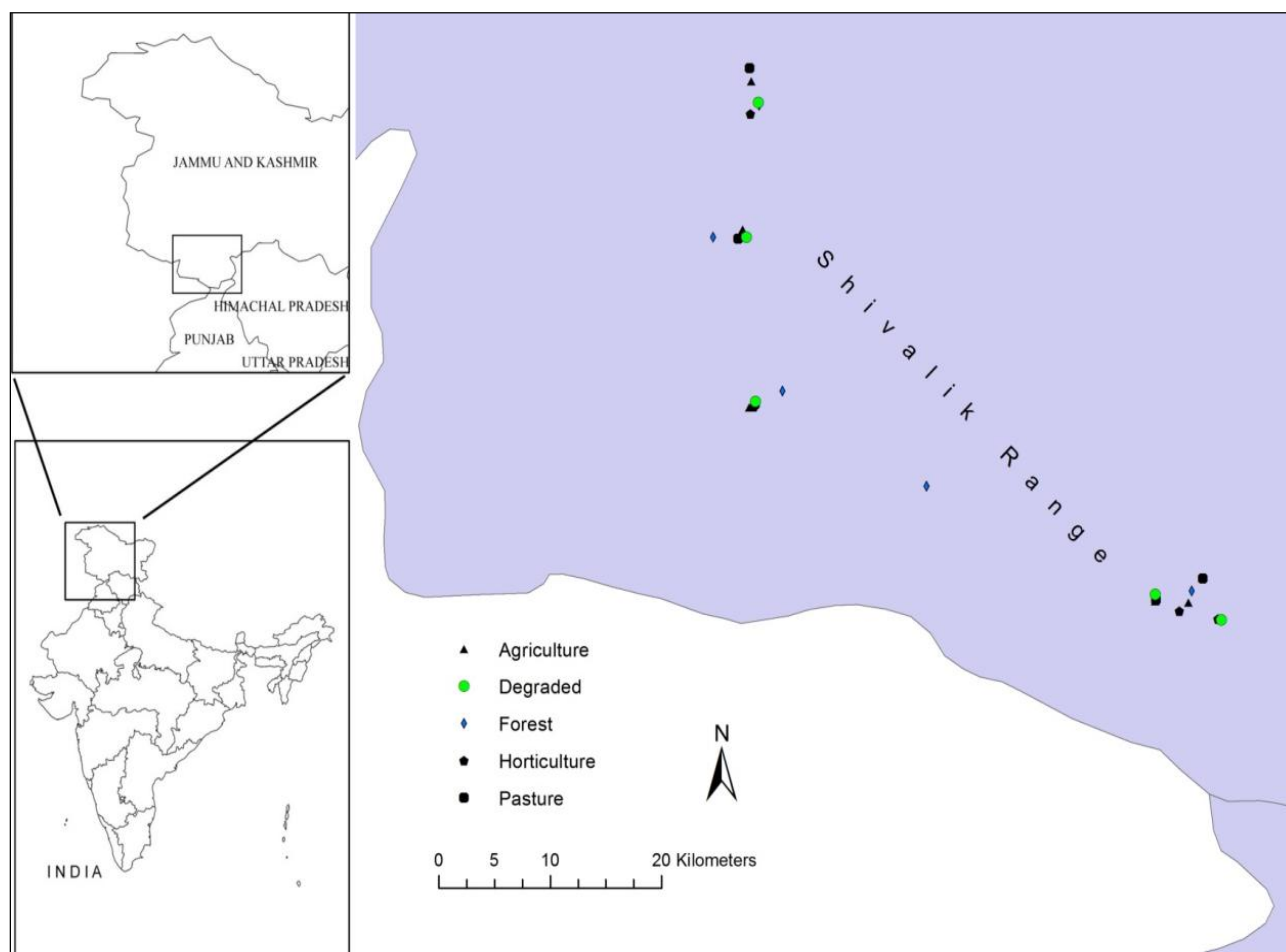 JAMMU AND KASHMIR
HIMACHAL PRADESH
PUNJAB
UTTAR PRADESH
INDIA
Shivalik Range
Agriculture
Degraded
Forest
Horticulture
Pasture
N
0 5 10 20 Kilometers